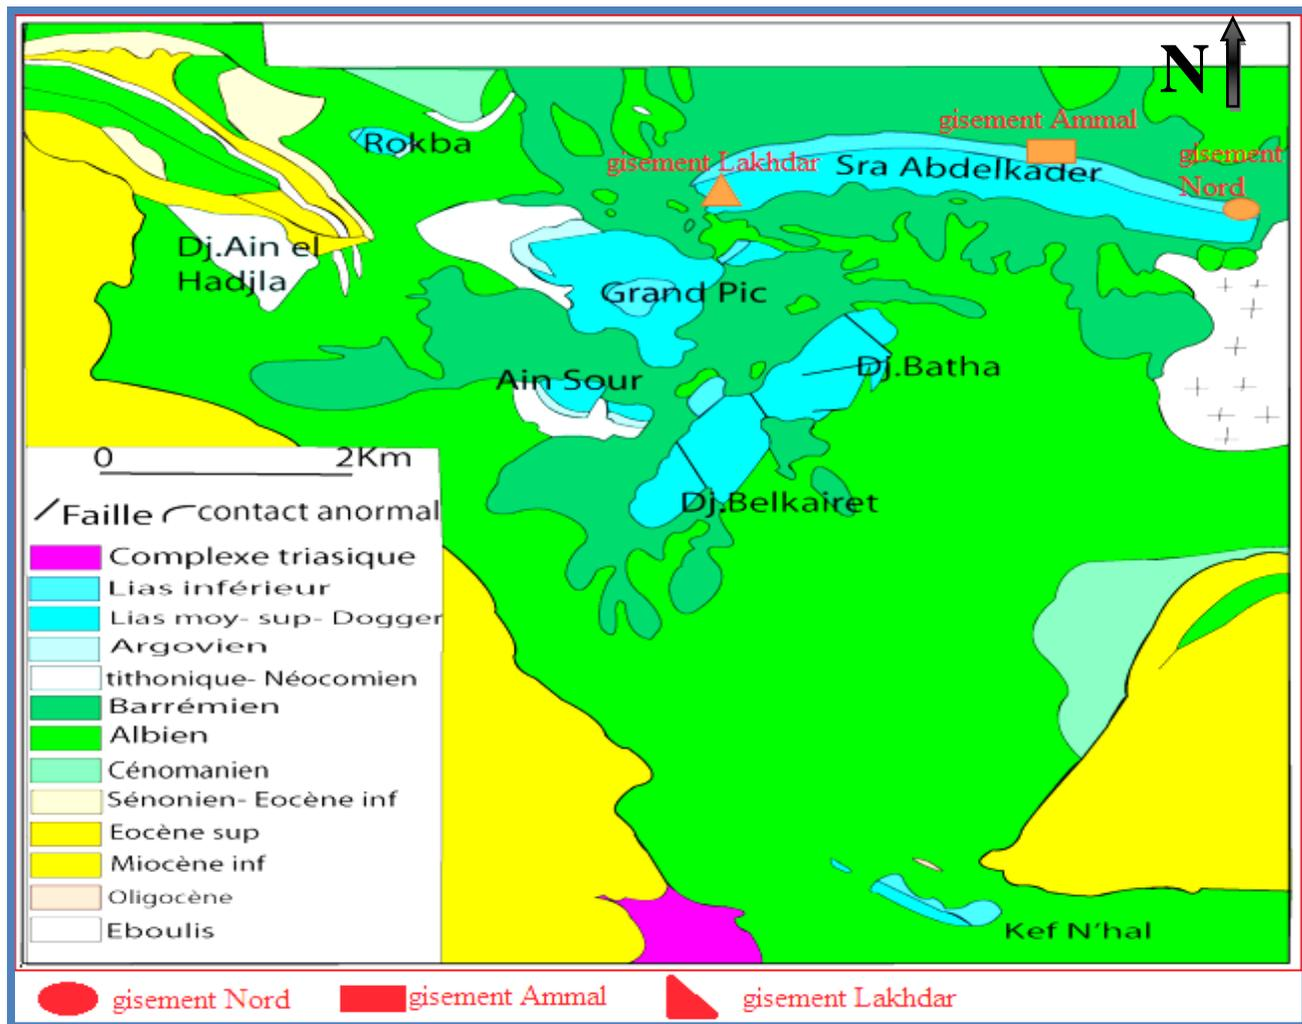 N
gisement Ammal
Rokba
gisement Lakhdar
Sra Abdelkader
gisement
Nord
Dj.Ain el
Hadjla
Grand Pic
Dj.Batha
Ain Sour
Dj.Belkairet
0 2Km
Faille contact anormal
Complexe triasique
Lias inférieur
Lias moy- sup- Dogger
Argovien
tithonique- Néocomien
Barrémien
Albien
Cénomanien
Sénonien- Eocène inf
Eocène sup
Miocène inf
Oligocène
Eboulis
Kef N'hal
gisement Nord gisement Ammal gisement Lakhdar